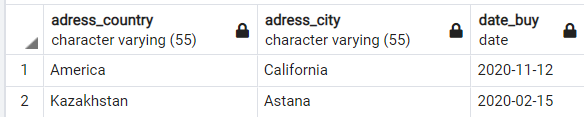 adress_country adress_city date_buy
character varying (55) character varying (55) date
1 America California 2020-11-12
2 Kazakhstan Astana 2020-02-15